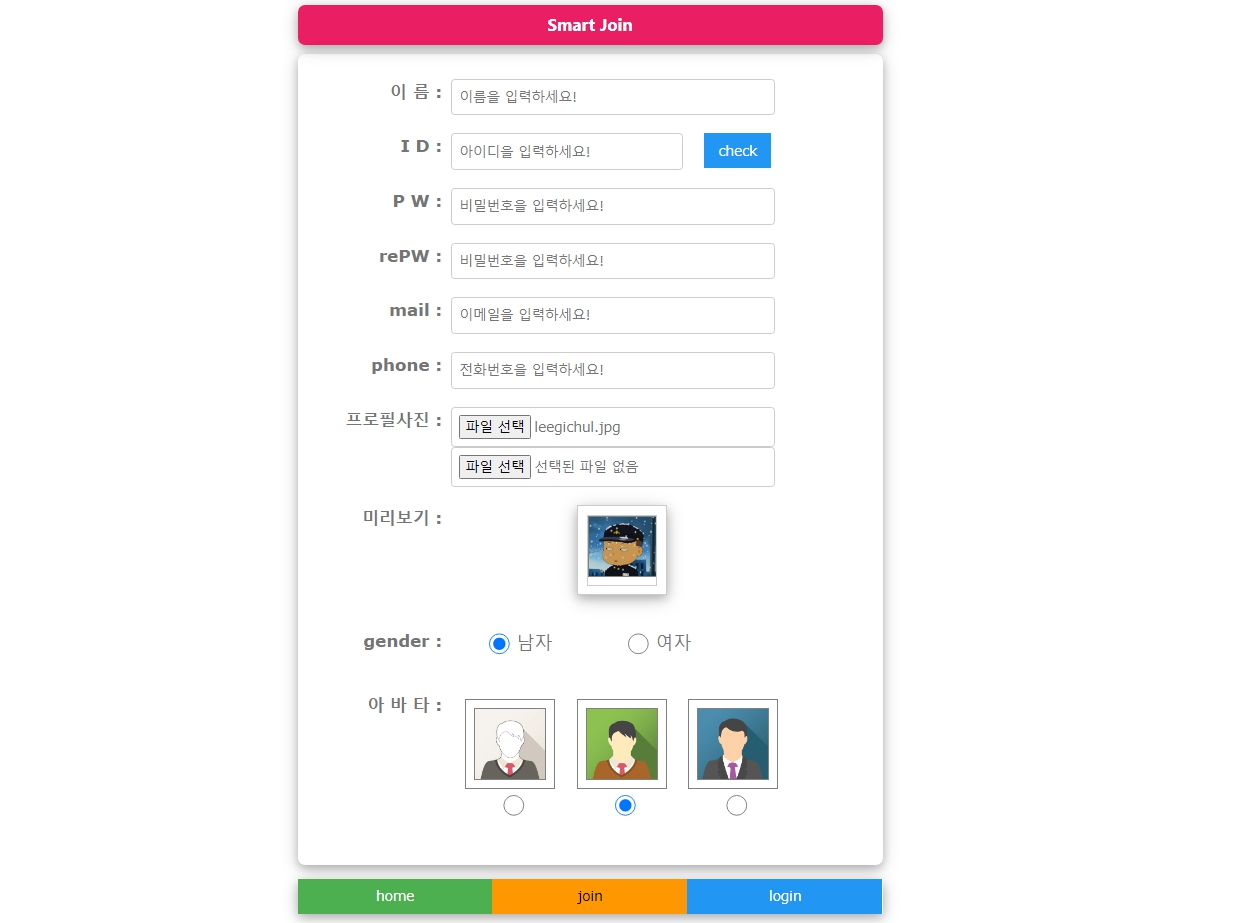 Smart Join
이 름 : 이름을 입력하세요!
I D : 아이디을 입력하세요! check
P W : 비밀번호을 입력하세요!
rePW : 비밀번호을 입력하세요!
mail : 이메일을 입력하세요!
phone : 전화번호을 입력하세요!
프로필사진 : 파일 선택 leegichul.jpg
파일 선택 선택된 파일 없음
미리보기 :
gender : 남자 여자
아 바 타 :
home join login